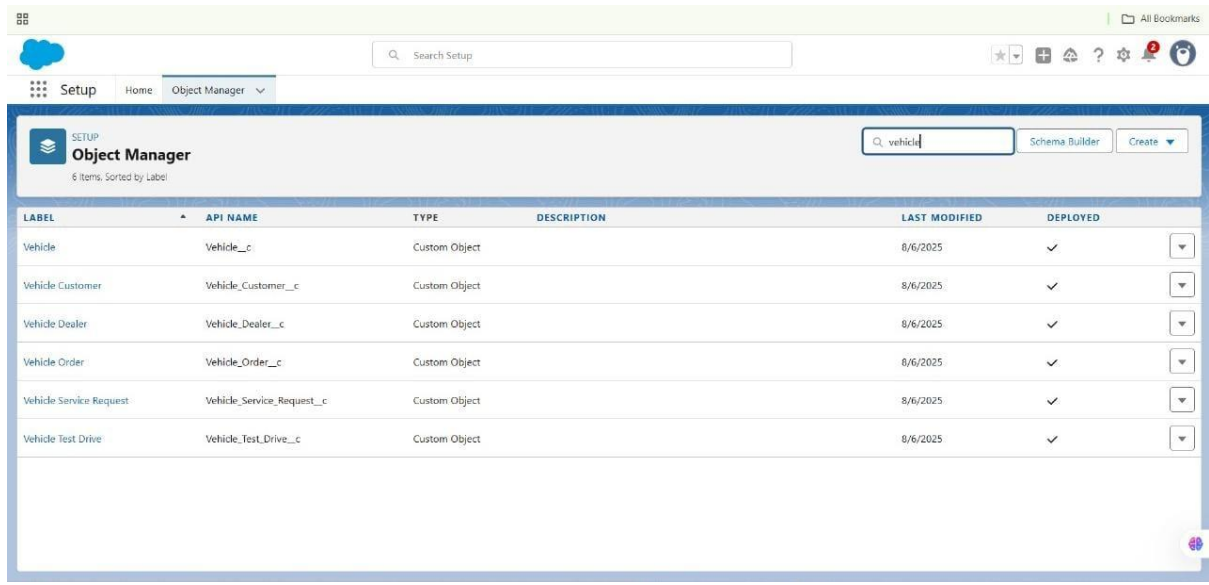 All Bookmarks
Search Setup
2
Setup Home Object Manager
SETUP
Object Manager
6 Items, Sorted by Label
vehicle
Schema Builder
Create
LABEL API NAME TYPE DESCRIPTION LAST MODIFIED DEPLOYED
Vehicle Vehicle__c Custom Object 8/6/2025
Vehicle Customer Vehicle_Customer__c Custom Object 8/6/2025
Vehicle Dealer Vehicle_Dealer__c Custom Object 8/6/2025
Vehicle Order Vehicle_Order__c Custom Object 8/6/2025
Vehicle Service Request Vehicle_Service_Request__c Custom Object 8/6/2025
Vehicle Test Drive Vehicle_Test_Drive__c Custom Object 8/6/2025